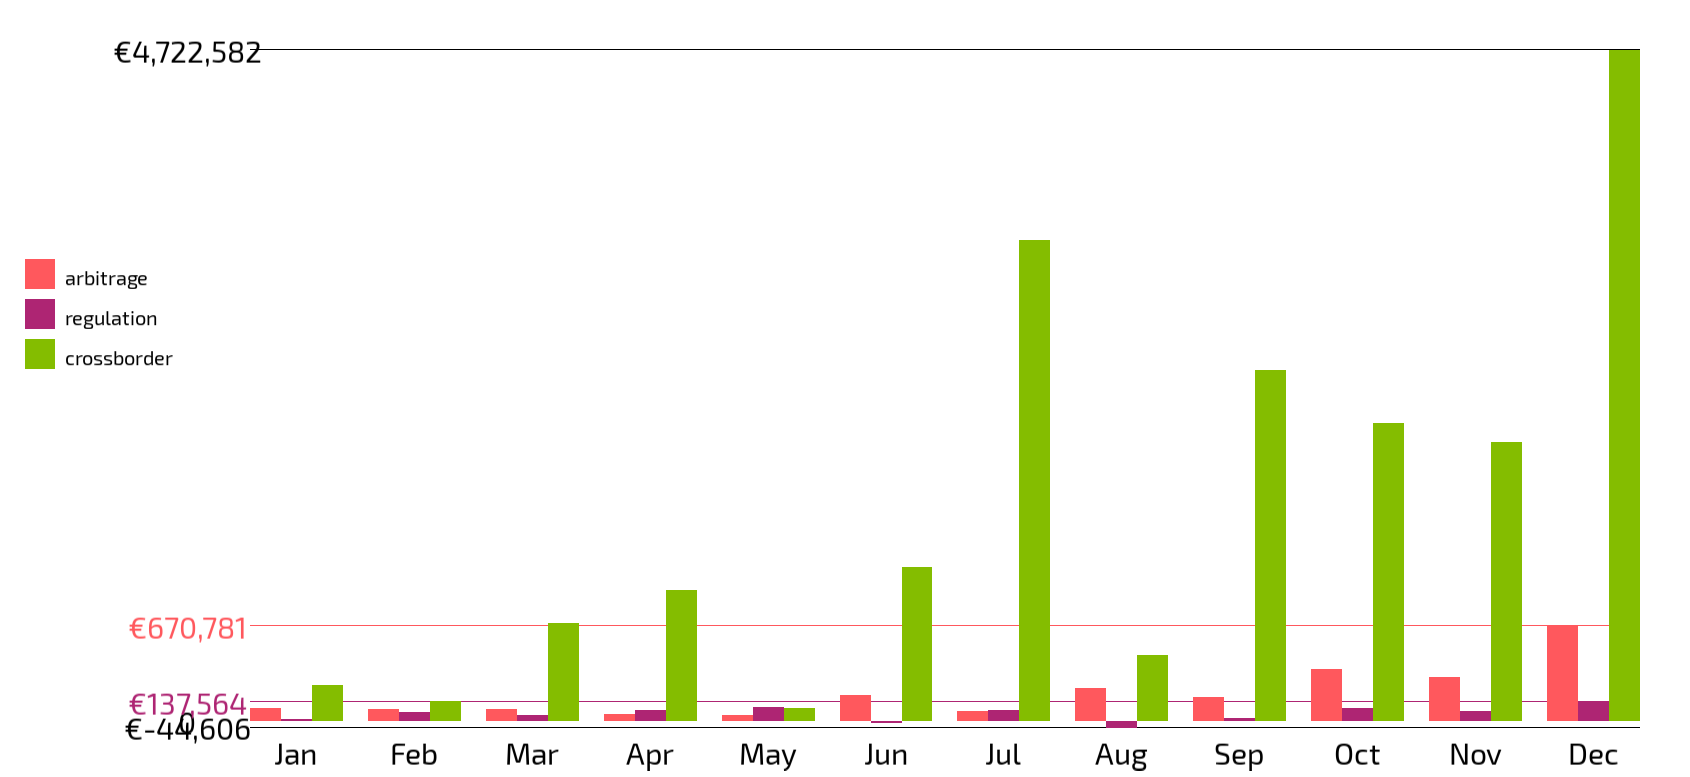 €4,722,582
arbitrage
regulation
crossborder
€670,781
€137,564
0
€-44,606
Jan Feb Mar Apr May Jun Jul Aug Sep Oct Nov Dec